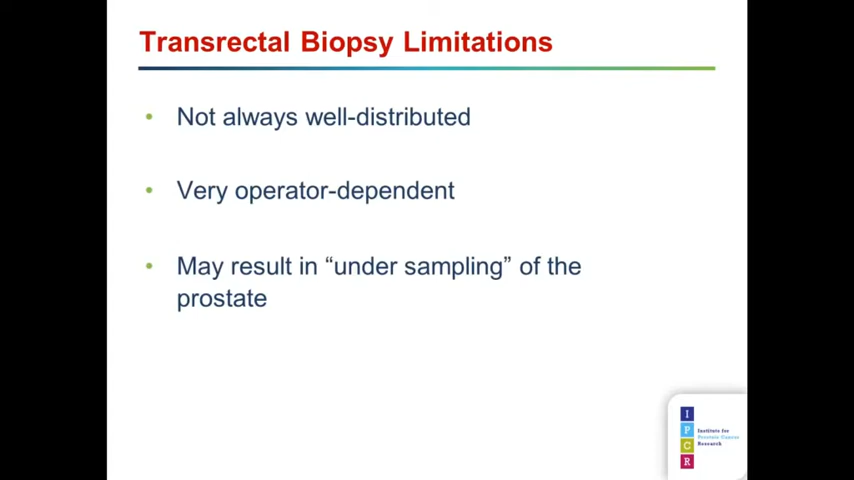 Transrectal Biopsy Limitations
• Not always well-distributed
• Very operator-dependent
• May result in “under sampling” of the
prostate
I
P
C
R
Institute for
Prostate Cancer
Research